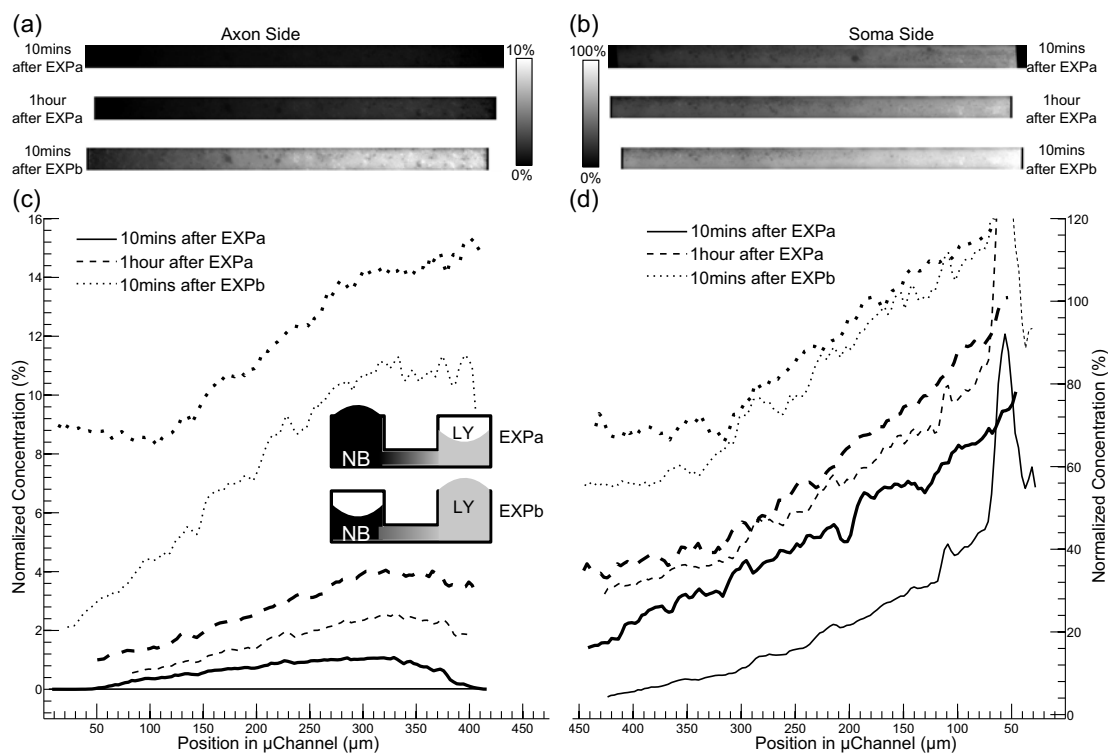 (a)
Axon Side
10mins
after EXPa
1hour
after EXPa
10mins
after EXPb
10%
0%
(b)
Soma Side
100%
0%
10mins
after EXPa
1hour
after EXPa
10mins
after EXPb
(c)
10mins after EXPa
1hour after EXPa
10mins after EXPb
Normalized Concentration (%)
16
14
12
10
8
6
4
2
0
50 100 150 200 250 300 350 400 450
Position in µChannel (µm)
NB LY EXPa
NB LY EXPb
(d)
10mins after EXPa
1hour after EXPa
10mins after EXPb
120
100
80
60
40
20
0
Normalized Concentration (%)
450 400 350 300 250 200 150 100 50
Position in µChannel (µm)